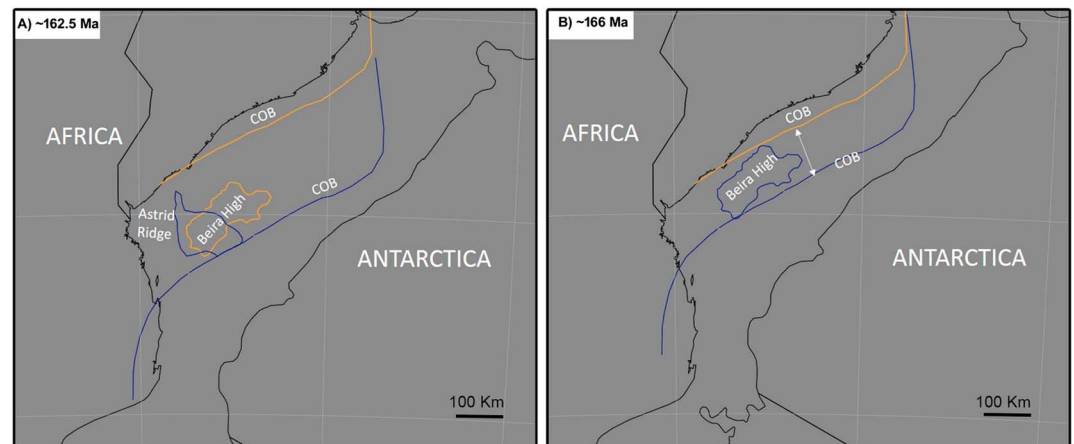 A) ~162.5 Ma
COB
AFRICA
COB
Astrid
Ridge
Beira High
ANTARCTICA
100 Km
B) ~166 Ma
COB
AFRICA
COB
Beira High
ANTARCTICA
100 Km